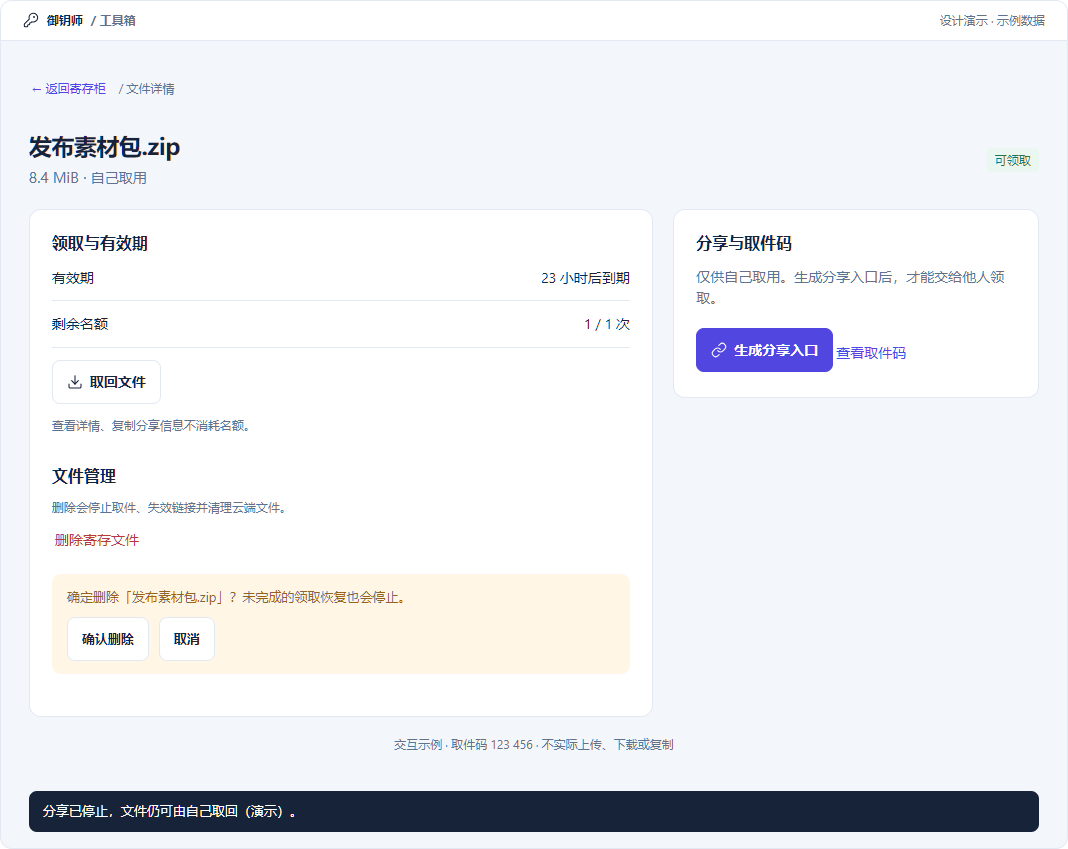 御钥师 / 工具箱
设计演示 · 示例数据
← 返回寄存柜 / 文件详情
发布素材包.zip
8.4 MiB · 自己取用
可领取
领取与有效期
有效期 23 小时后到期
剩余名额 1 / 1 次
取回文件
查看详情、复制分享信息不消耗名额。
文件管理
删除会停止取件、失效链接并清理云端文件。
删除寄存文件
确定删除「发布素材包.zip」？未完成的领取恢复也会停止。
确认删除 取消
分享与取件码
仅供自己取用。生成分享入口后，才能交给他人领
取。
生成分享入口 查看取件码
交互示例 · 取件码 123 456 · 不实际上传、下载或复制
分享已停止，文件仍可由自己取回（演示）。